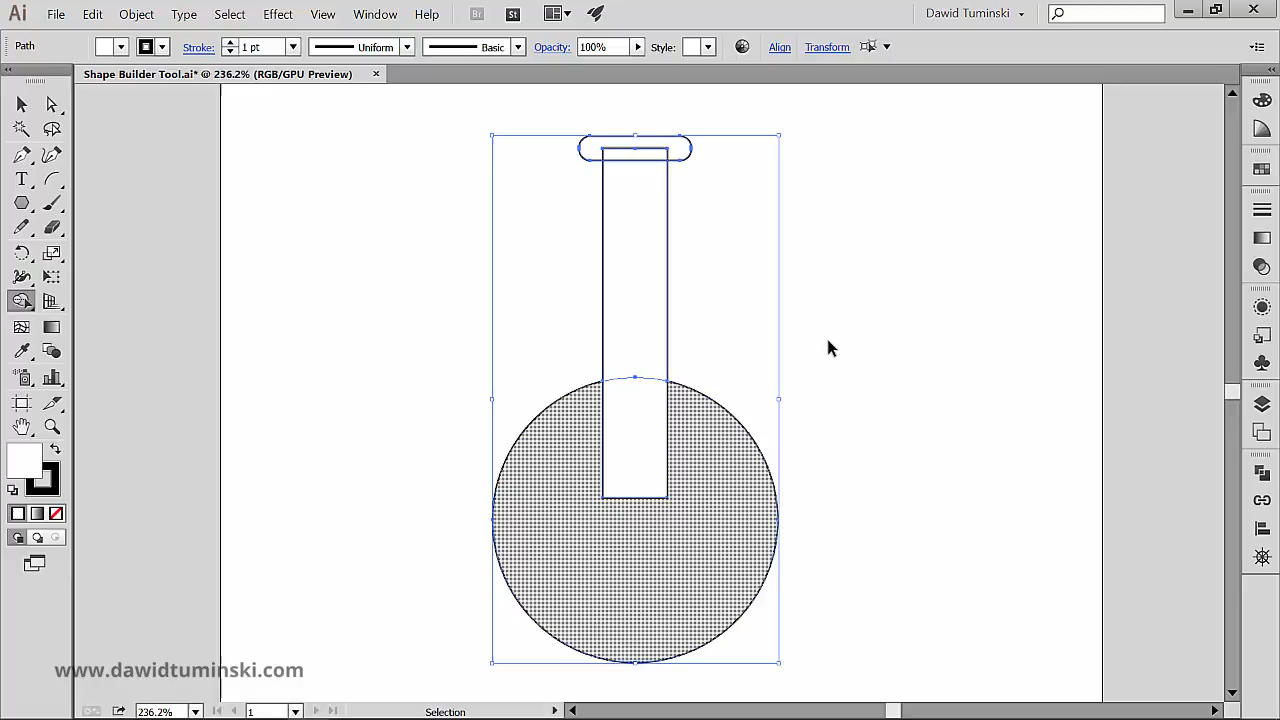 Ai File Edit Object Type Select Effect View Window Help Br St Dawid Tuminski
Path Stroke: 1 pt Uniform Basic Opacity: 100% Style: Align Transform
Shape Builder Tool.ai* @ 236.2% (RGB/GPU Preview)
T
www.dawidtuminski.com
236.2% 1 Selection